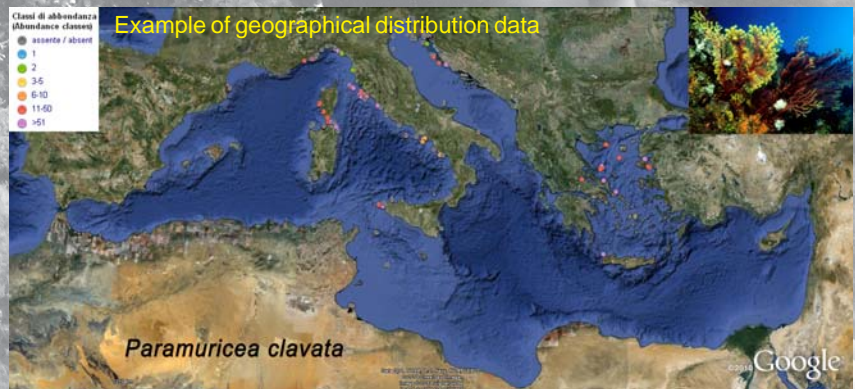 Example of geographical distribution data
Classi di abbondanza
(Abundance classes)
assente / absent
1
2
3-5
6-10
11-50
>51
Paramuricea clavata
©2010 Google